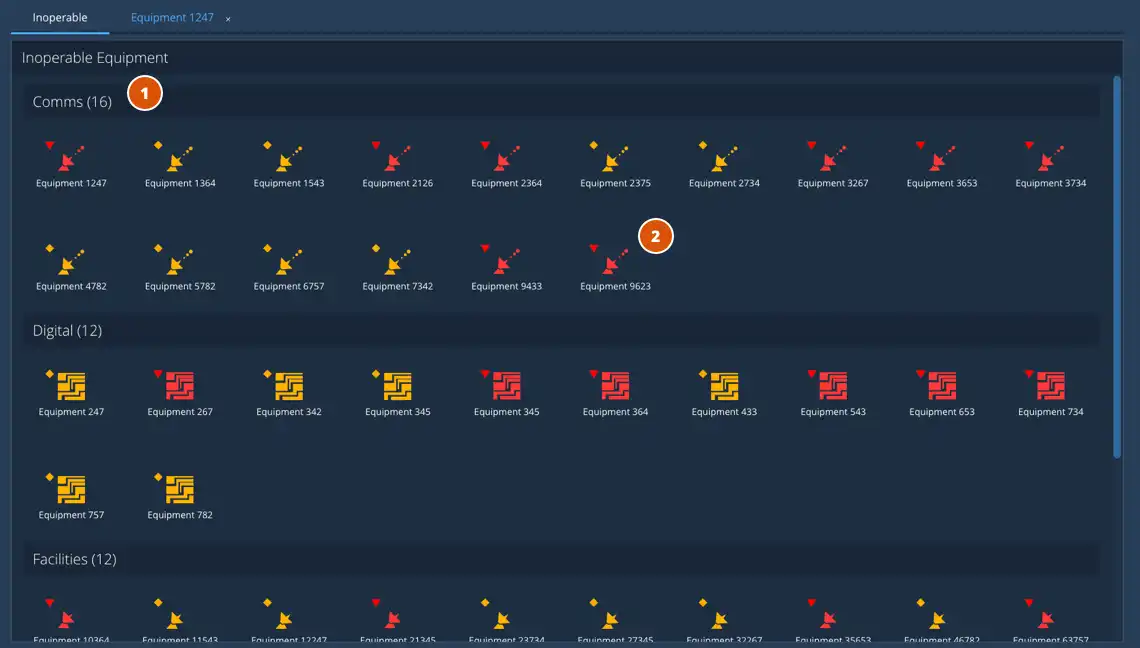 Inoperable Equipment 1247 ×
Inoperable Equipment
Comms (16) 1
Equipment 1247 Equipment 1364 Equipment 1543 Equipment 2126 Equipment 2364 Equipment 2375 Equipment 2734 Equipment 3267 Equipment 3653 Equipment 3734
2
Equipment 4782 Equipment 5782 Equipment 6757 Equipment 7342 Equipment 9433 Equipment 9623
Digital (12)
Equipment 247 Equipment 267 Equipment 342 Equipment 345 Equipment 345 Equipment 364 Equipment 433 Equipment 543 Equipment 653 Equipment 734
Equipment 757 Equipment 782
Facilities (12)
Equipment 10364 Equipment 11543 Equipment 12247 Equipment 21345 Equipment 23734 Equipment 27345 Equipment 32267 Equipment 35653 Equipment 46782 Equipment 63757